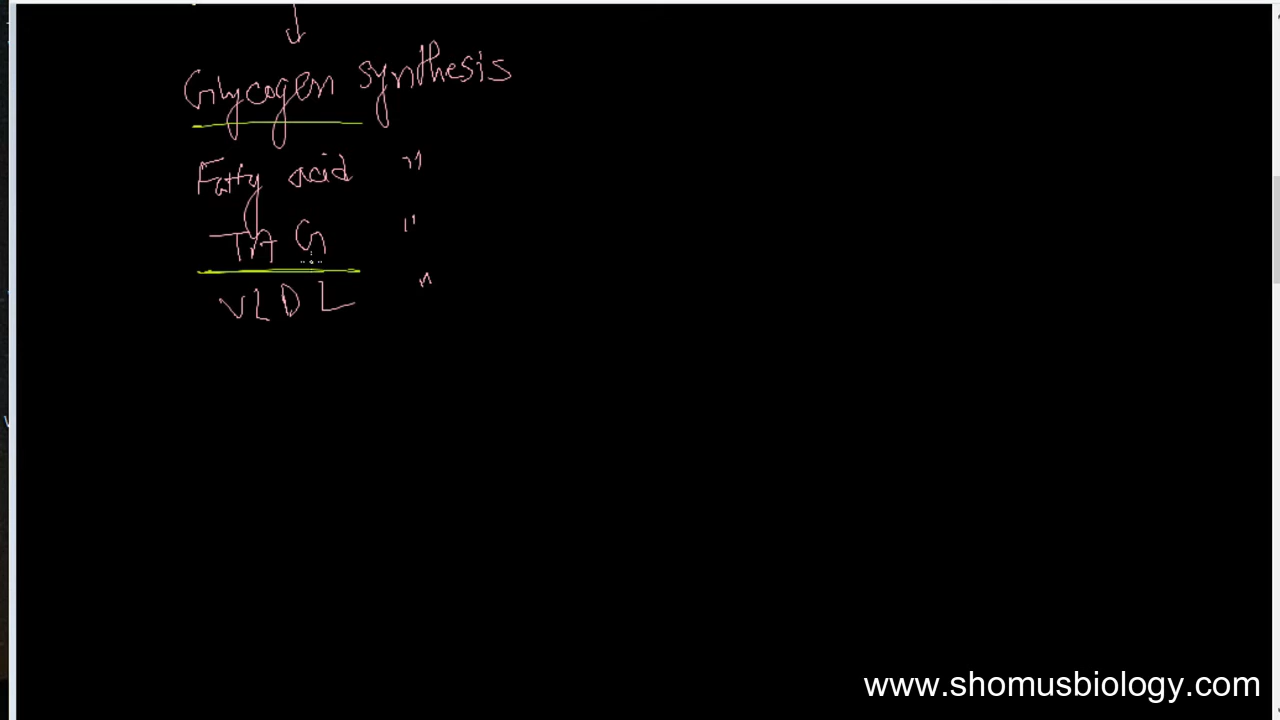 Glycogen synthesis
Fatty acid "
TAG "
VLDL "
www.shomusbiology.com